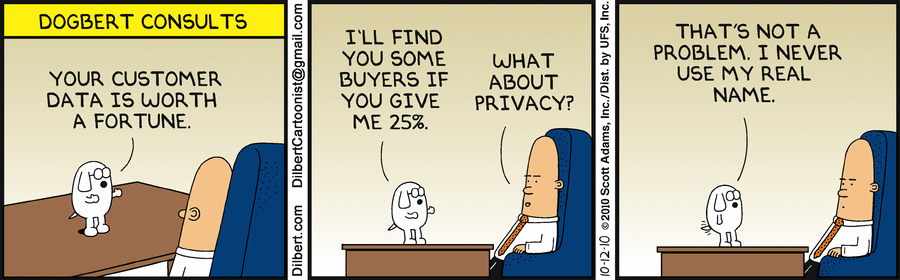 DOGBERT CONSULTS
YOUR CUSTOMER
DATA IS WORTH
A FORTUNE.
Dilbert.com DilbertCartoonist@gmail.com
I'LL FIND
YOU SOME
BUYERS IF
YOU GIVE
ME 25%.
WHAT
ABOUT
PRIVACY?
10-12-10 ©2010 Scott Adams, Inc./Dist. by UFS, Inc.
THAT'S NOT A
PROBLEM. I NEVER
USE MY REAL
NAME.